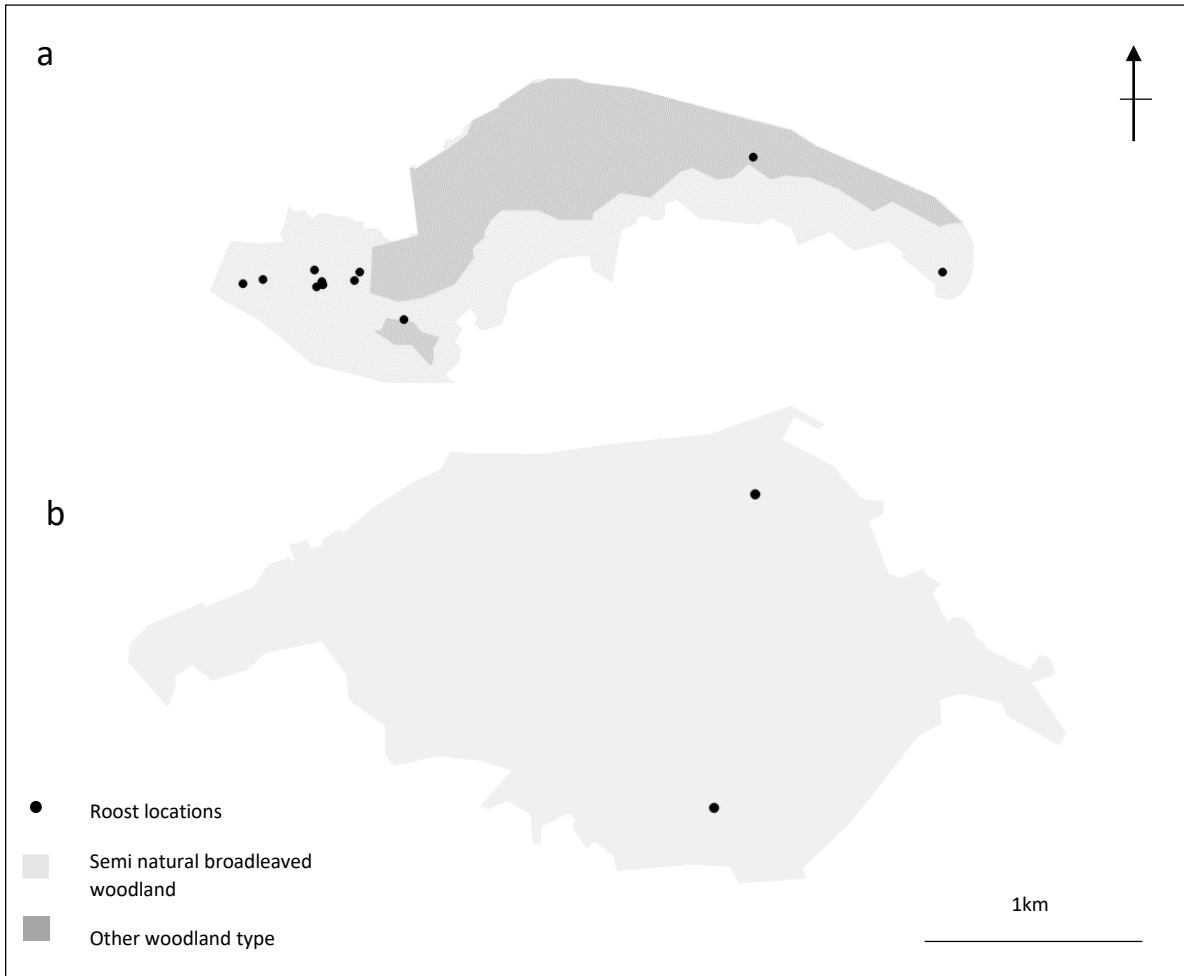 a
b
Roost locations
Semi natural broadleaved
woodland
Other woodland type
1km